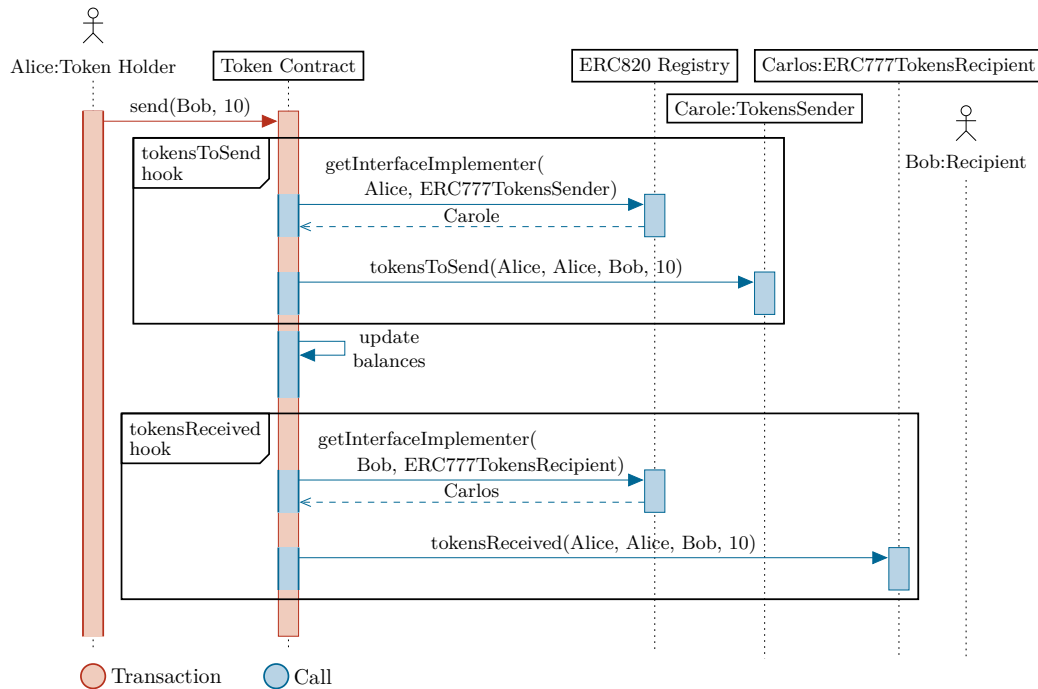 Alice:Token Holder
Token Contract
ERC820 Registry
Carlos:ERC777TokensRecipient
Carole:TokensSender
Bob:Recipient
send(Bob, 10)
tokensToSend
hook
getInterfaceImplementer(
Alice, ERC777TokensSender)
Carole
tokensToSend(Alice, Alice, Bob, 10)
update
balances
tokensReceived
hook
getInterfaceImplementer(
Bob, ERC777TokensRecipient)
Carlos
tokensReceived(Alice, Alice, Bob, 10)
Transaction
Call